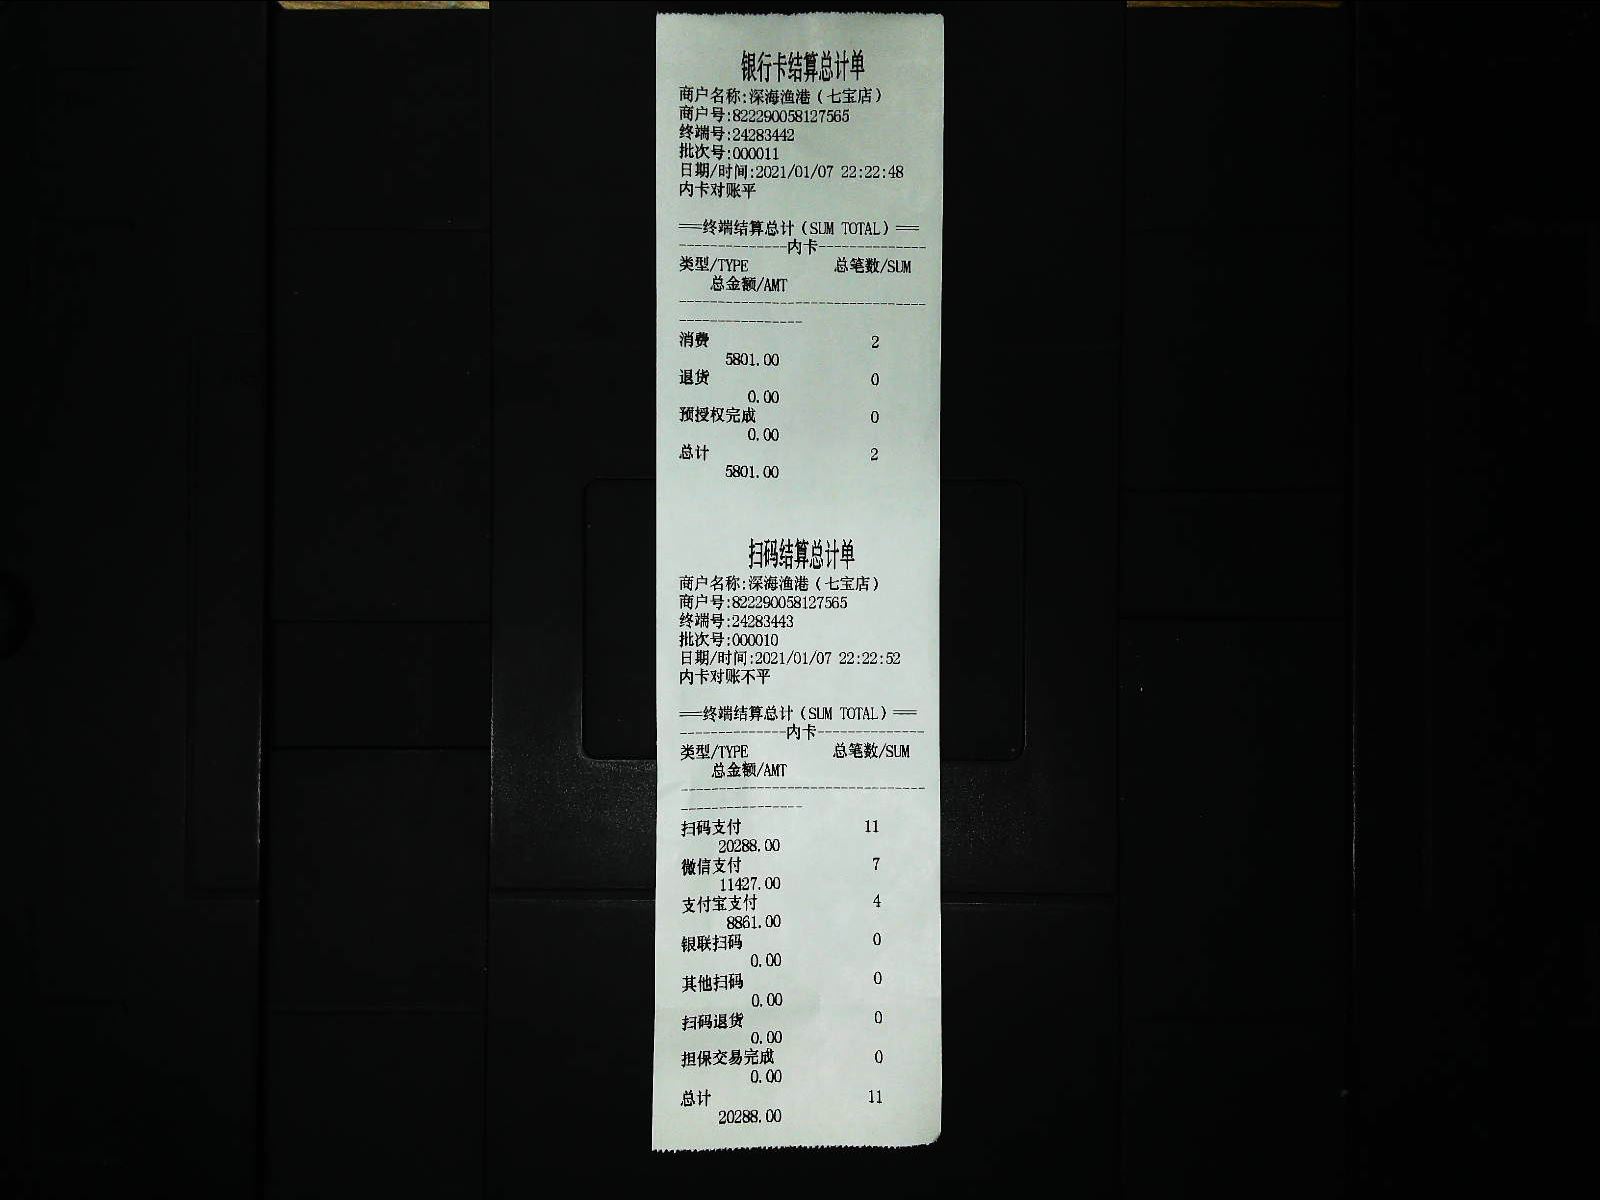 银行卡结算总计单
商户名称:深海渔港(七宝店)
商户号:822290058127565
终端号:24283442
批次号:000011
日期/时间:2021/01/07 22:22:48
内卡对账平
==终端结算总计(SUM TOTAL)==
--------------内卡--------------
类型/TYPE 总笔数/SUM
总金额/AMT
--------------------------------
----------------
消费 2
5801.00
退货 0
0.00
预授权完成 0
0.00
总计 2
5801.00
扫码结算总计单
商户名称:深海渔港(七宝店)
商户号:822290058127565
终端号:24283443
批次号:000010
日期/时间:2021/01/07 22:22:52
内卡对账不平
==终端结算总计(SUM TOTAL)==
--------------内卡--------------
类型/TYPE 总笔数/SUM
总金额/AMT
--------------------------------
----------------
扫码支付 11
20288.00
微信支付 7
11427.00
支付宝支付 4
8861.00
银联扫码 0
0.00
其他扫码 0
0.00
扫码退货 0
0.00
担保交易完成 0
0.00
总计 11
20288.00